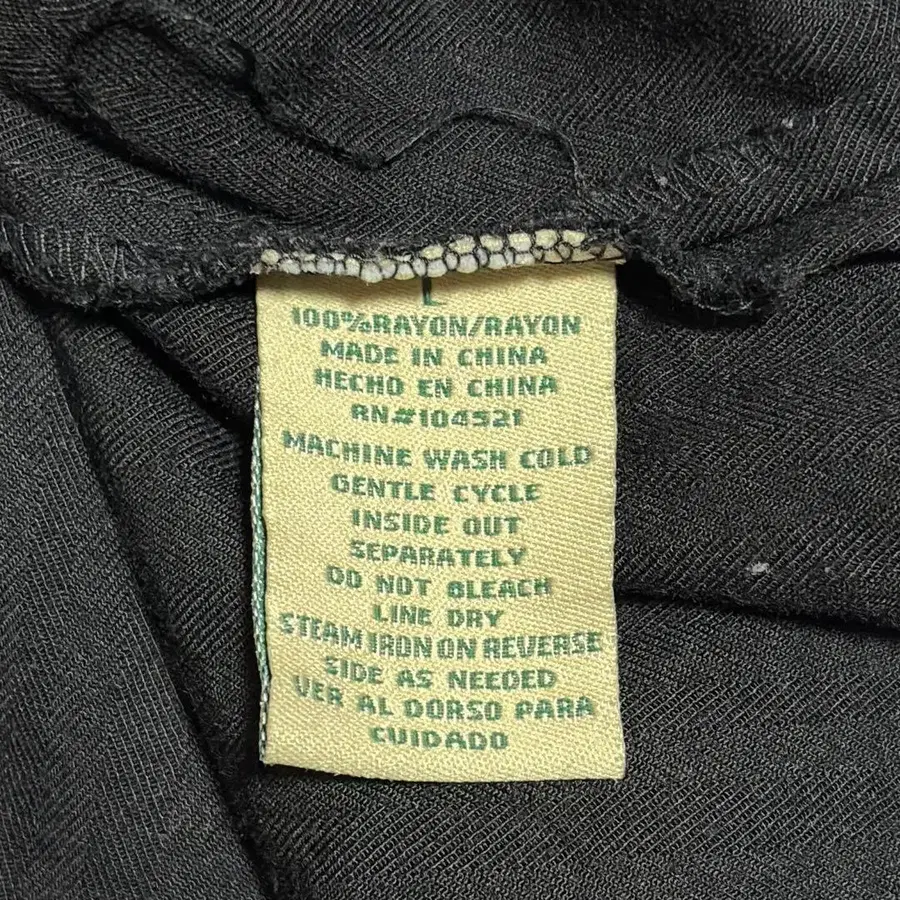 L
100%RAYON/RAYON
MADE IN CHINA
HECHO EN CHINA
RN#104521
MACHINE WASH COLD
GENTLE CYCLE
INSIDE OUT
SEPARATELY
DO NOT BLEACH
LINE DRY
STEAM IRON ON REVERSE
SIDE AS NEEDED
VER AL DORSO PARA
CUIDADO